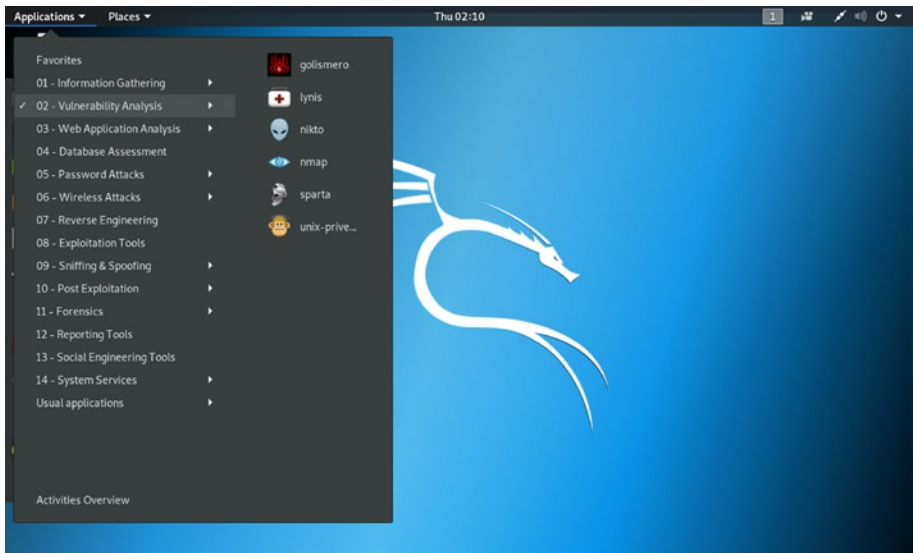 Applications Places Thu 02:10 1
Favorites
01 - Information Gathering
02 - Vulnerability Analysis
03 - Web Application Analysis
04 - Database Assessment
05 - Password Attacks
06 - Wireless Attacks
07 - Reverse Engineering
08 - Exploitation Tools
09 - Sniffing & Spoofing
10 - Post Exploitation
11 - Forensics
12 - Reporting Tools
13 - Social Engineering Tools
14 - System Services
Usual applications
Activities Overview
golismero
lynis
nikto
nmap
sparta
unix-prive...